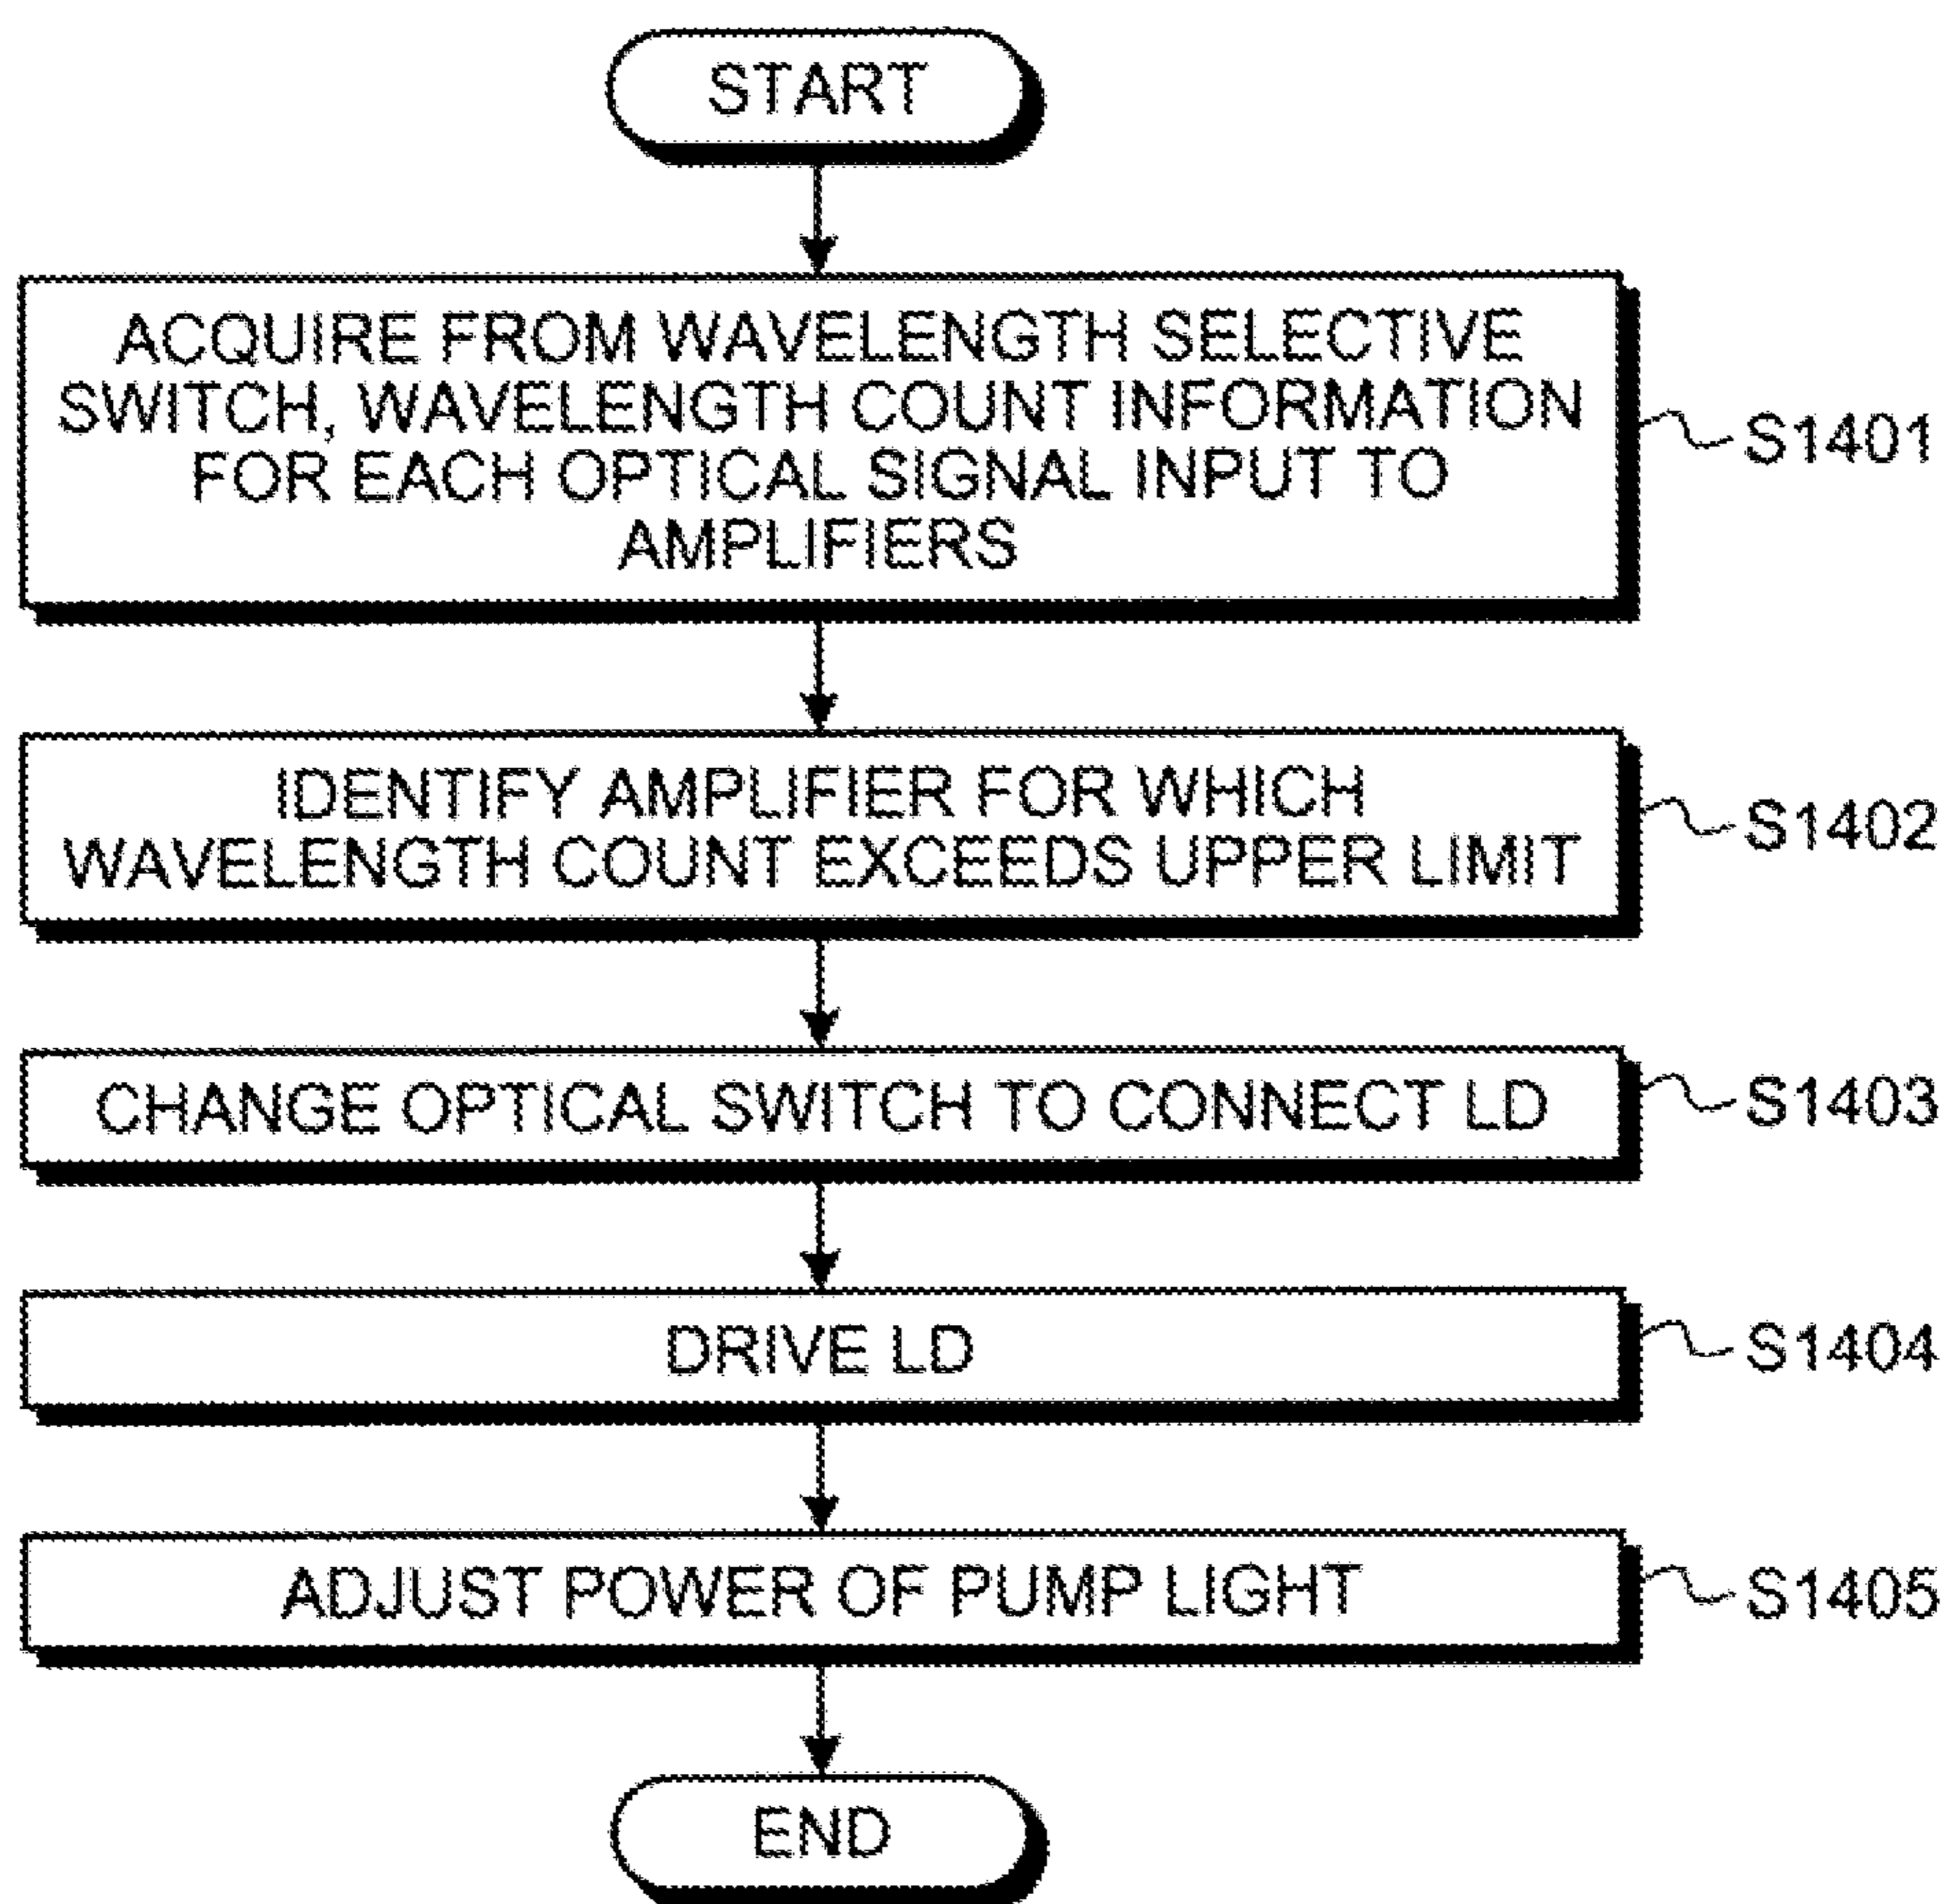 START
ACQUIRE FROM WAVELENGTH SELECTIVE
SWITCH, WAVELENGTH COUNT INFORMATION
FOR EACH OPTICAL SIGNAL INPUT TO
AMPLIFIERS
S1401
IDENTIFY AMPLIFIER FOR WHICH
WAVELENGTH COUNT EXCEEDS UPPER LIMIT
S1402
CHANGE OPTICAL SWITCH TO CONNECT LD
S1403
DRIVE LD
S1404
ADJUST POWER OF PUMP LIGHT
S1405
END